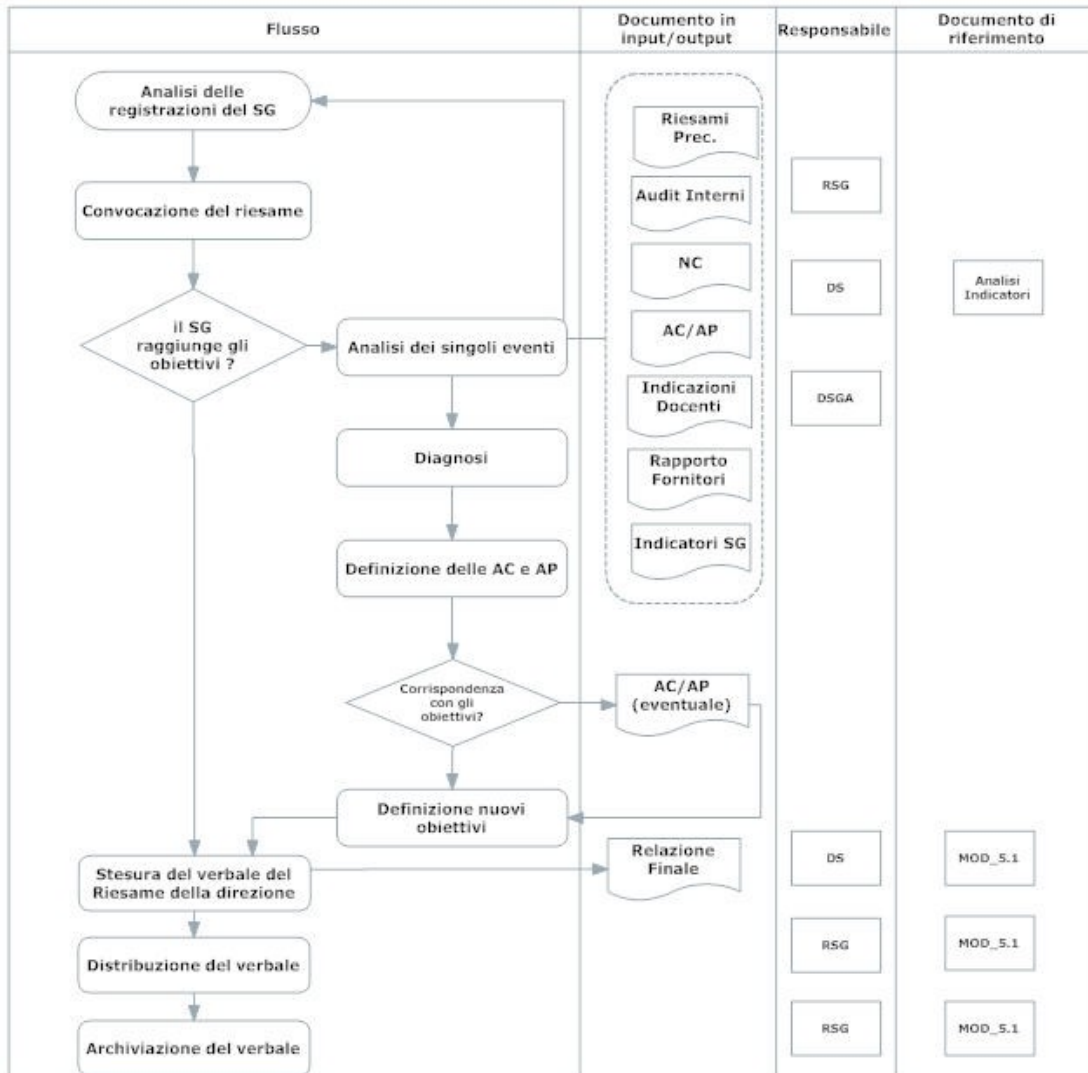 Flusso
Documento in
input/output
Responsabile
Documento di
riferimento
Analisi delle
registrazioni del SG
Convocazione del riesame
il SG
raggiunge gli
obiettivi ?
Analisi dei singoli eventi
Diagnosi
Definizione delle AC e AP
Corrispondenza
con gli
obiettivi?
Definizione nuovi
obiettivi
Stesura del verbale del
Riesame della direzione
Distribuzione del verbale
Archiviazione del verbale
Riesami
Prec.
Audit Interni
NC
AC/AP
Indicazioni
Docenti
Rapporto
Fornitori
Indicatori SG
AC/AP
(eventuale)
Relazione
Finale
RSG
DS
DSGA
DS
RSG
RSG
Analisi
Indicatori
MOD_5.1
MOD_5.1
MOD_5.1